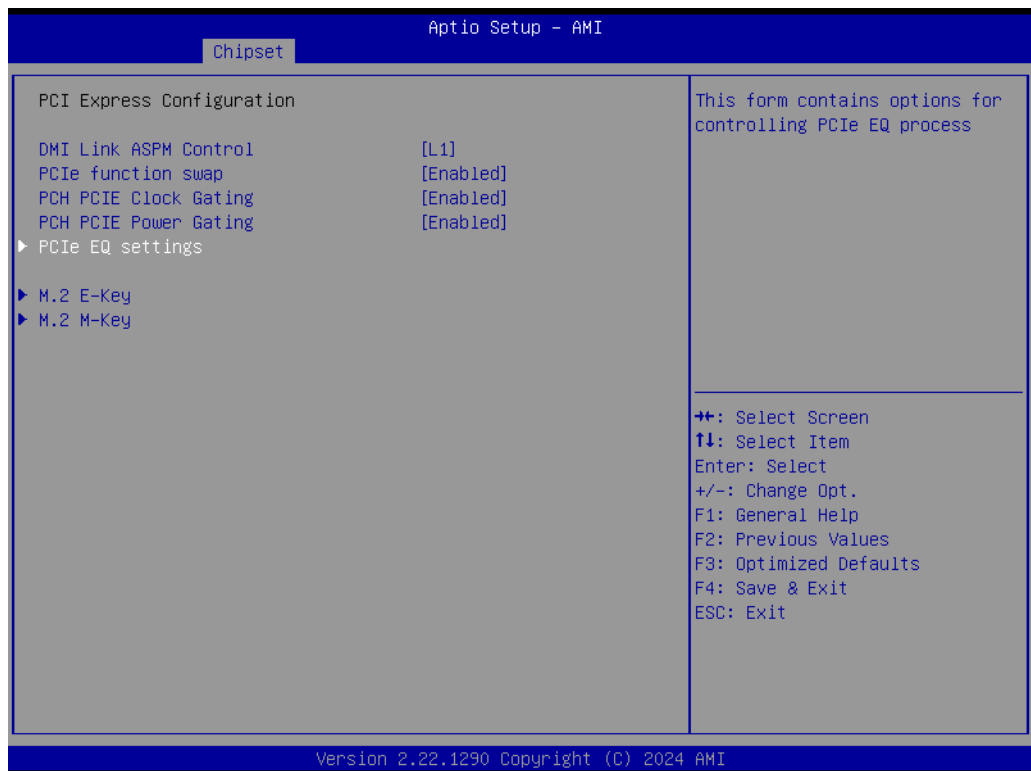 Aptio Setup - AMI
Chipset
PCI Express Configuration
DMI Link ASPM Control [L1]
PCIe function swap [Enabled]
PCH PCIE Clock Gating [Enabled]
PCH PCIE Power Gating [Enabled]
▶ PCIe EQ settings
▶ M.2 E-Key
▶ M.2 M-Key
This form contains options for
controlling PCIe EQ process
→←: Select Screen
↑↓: Select Item
Enter: Select
+/-: Change Opt.
F1: General Help
F2: Previous Values
F3: Optimized Defaults
F4: Save & Exit
ESC: Exit
Version 2.22.1290 Copyright (C) 2024 AMI